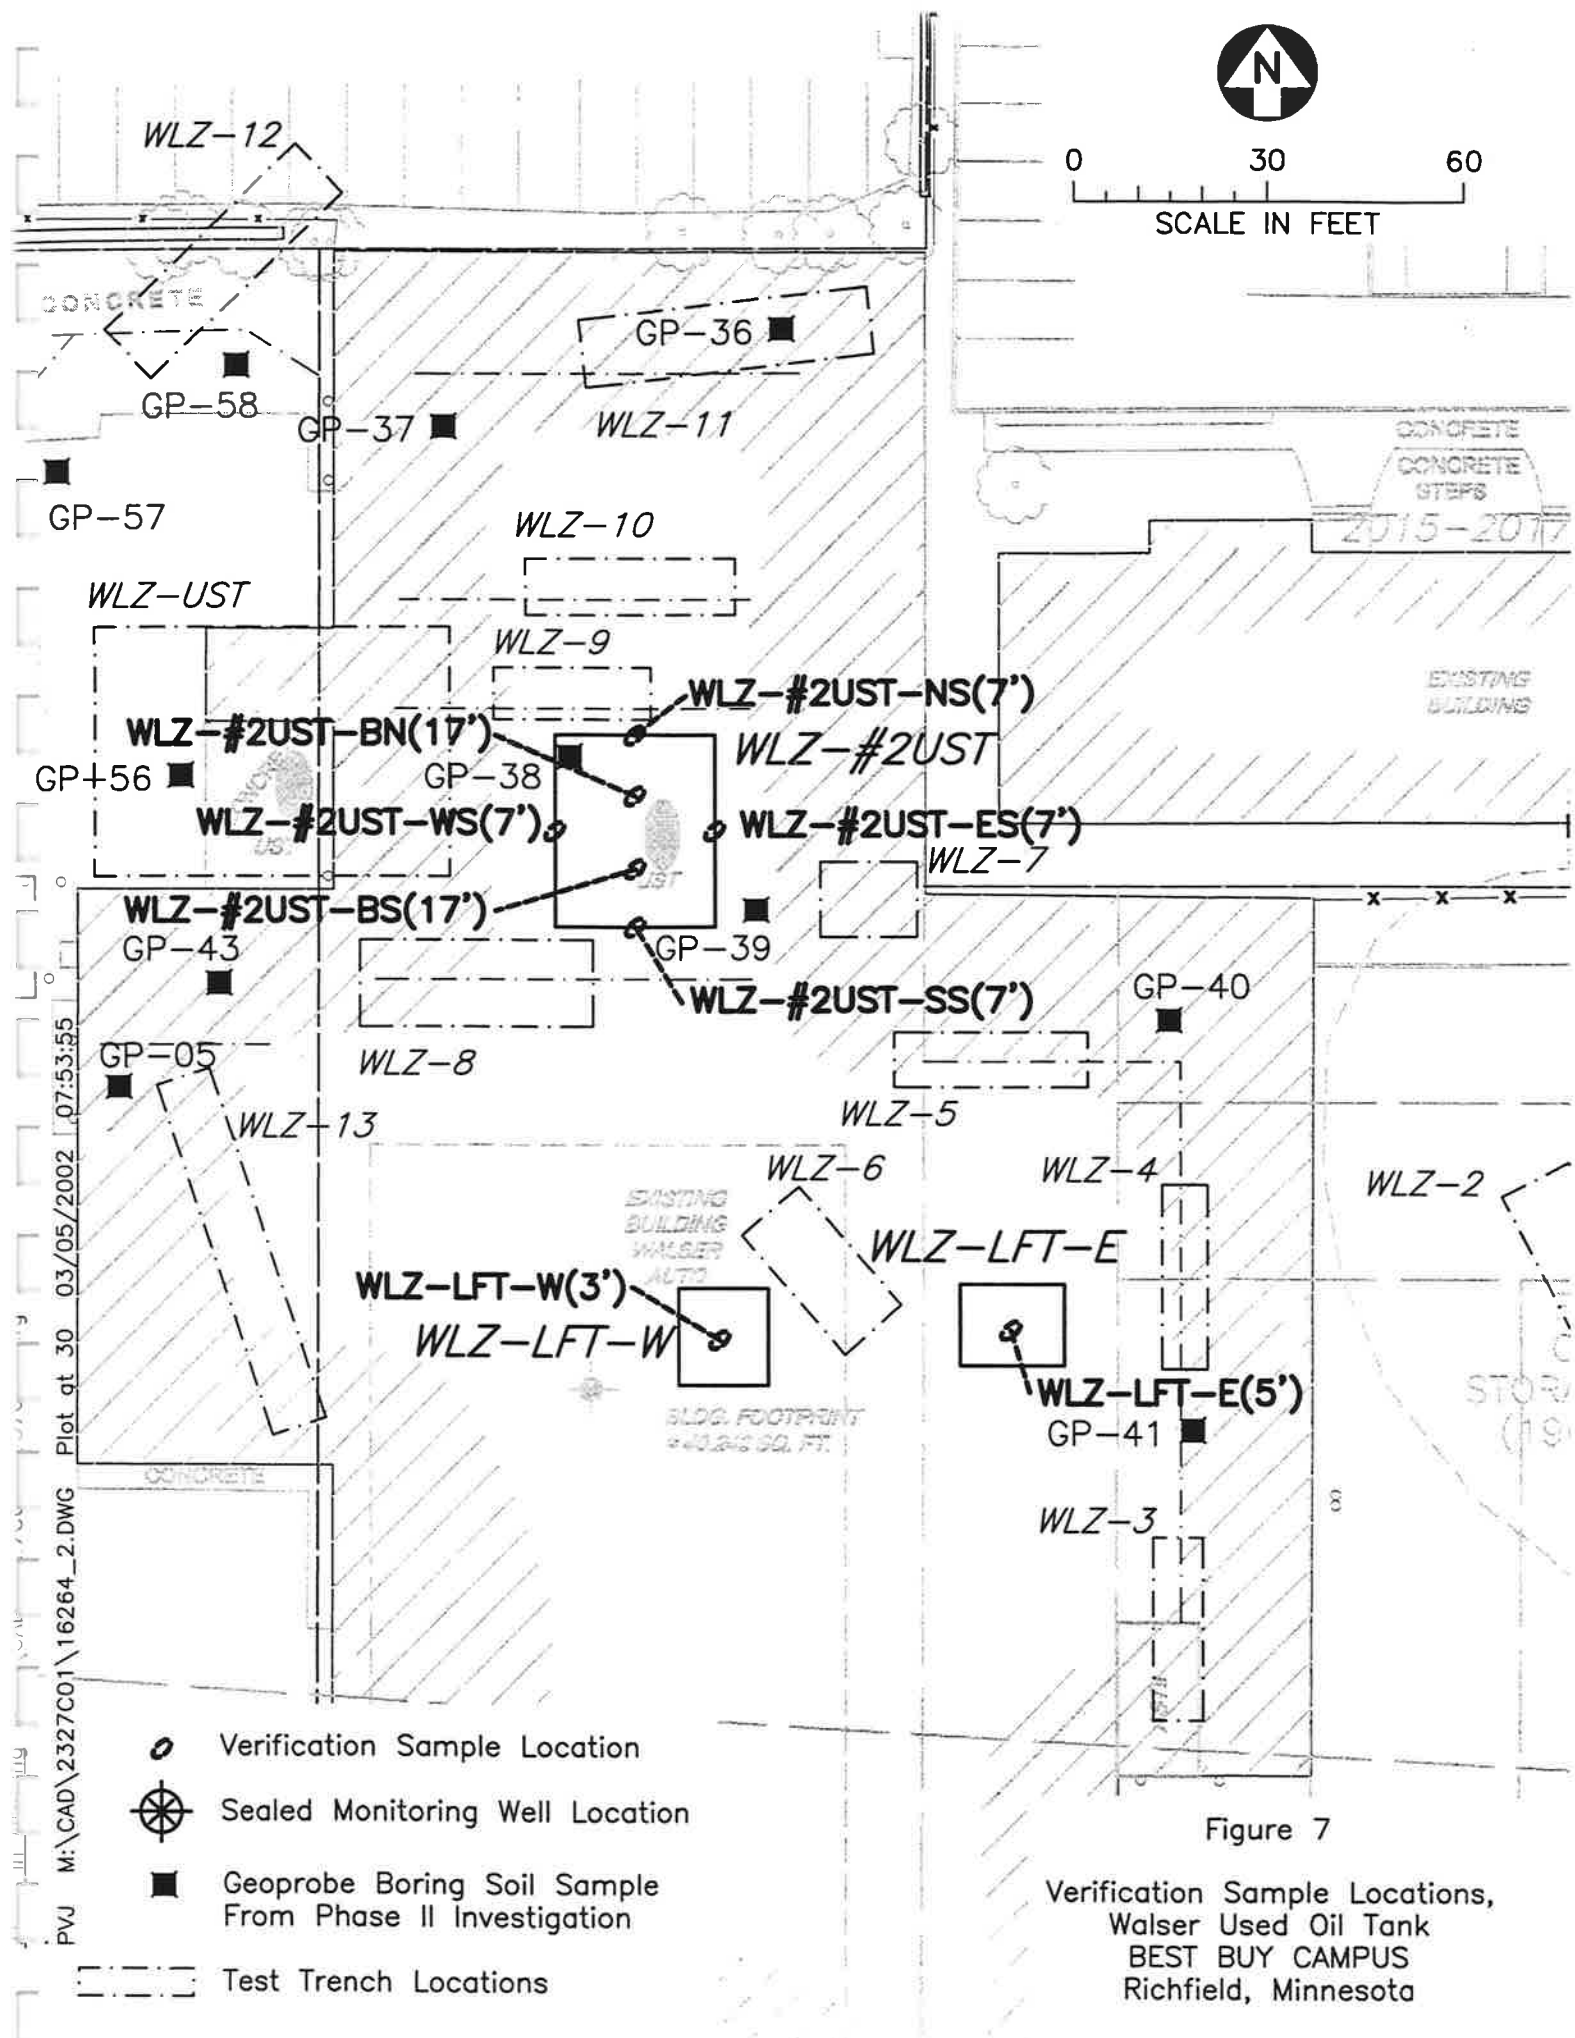 N
0 30 60
SCALE IN FEET
WLZ-12
CONCRETE
GP-36
GP-58
GP-37
WLZ-11
CONCRETE
CONCRETE
STEPS
GP-57
WLZ-10
2015-2017
WLZ-UST
WLZ-9
EXISTING
BUILDING
WLZ-#2UST-NS(7')
WLZ-#2UST-BN(17')
WLZ-#2UST
GP-56
GP-38
WLZ-#2UST-WS(7')
WLZ-#2UST-ES(7')
UST
WLZ-7
UST
WLZ-#2UST-BS(17')
GP-43
GP-39
GP-40
WLZ-#2UST-SS(7')
GP-05
WLZ-8
WLZ-5
WLZ-13
WLZ-6
WLZ-4
WLZ-2
EXISTING
BUILDING
WALSER
AUTO
WLZ-LFT-E
WLZ-LFT-W(3')
WLZ-LFT-W
WLZ-LFT-E(5')
BLDG. FOOTPRINT
GP-41
CONCRETE
WLZ-3
PVJ M:\CAD\2327C01\16264_2.DWG Plot at 30 03/05/2002 07:53:55
Verification Sample Location
Sealed Monitoring Well Location
Geoprobe Boring Soil Sample
From Phase II Investigation
Test Trench Locations
Figure 7
Verification Sample Locations,
Walser Used Oil Tank
BEST BUY CAMPUS
Richfield, Minnesota